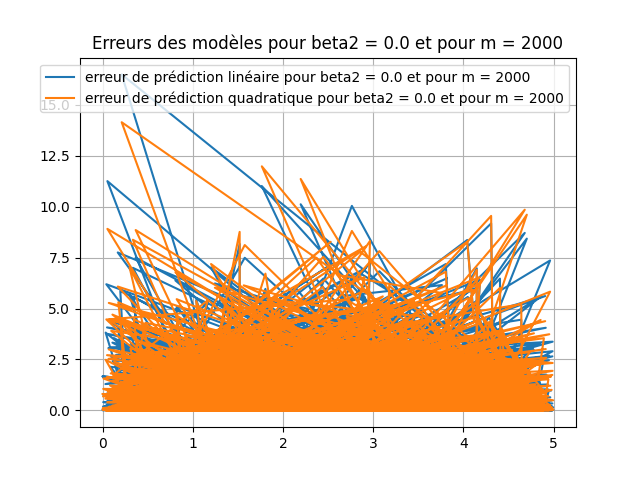 Erreurs des modèles pour beta2 = 0.0 et pour m = 2000
erreur de prédiction linéaire pour beta2 = 0.0 et pour m = 2000
erreur de prédiction quadratique pour beta2 = 0.0 et pour m = 2000
15.0
12.5
10.0
7.5
5.0
2.5
0.0
0 1 2 3 4 5